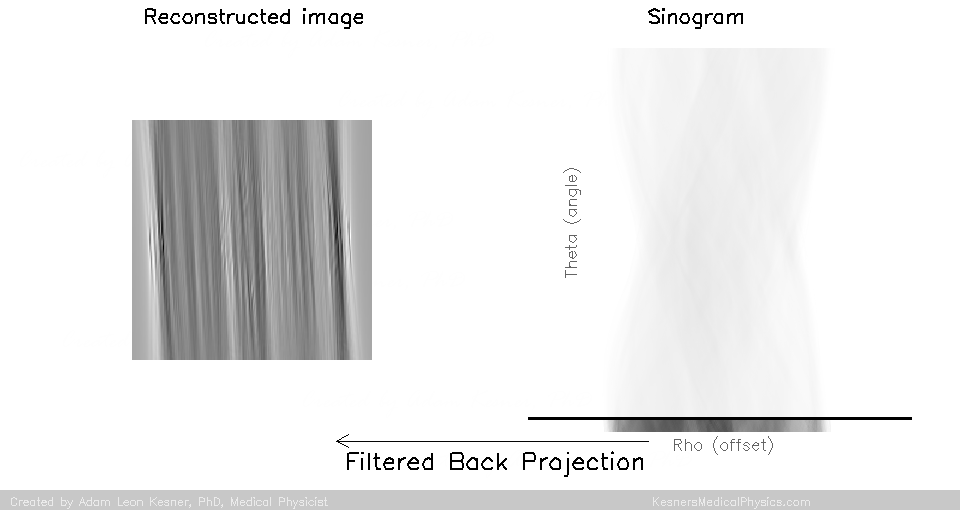 Reconstructed image
Sinogram
Theta (angle)
Rho (offset)
Filtered Back Projection
Created by Adam Leon Kesner, PhD, Medical Physicist
KesnersMedicalPhysics.com